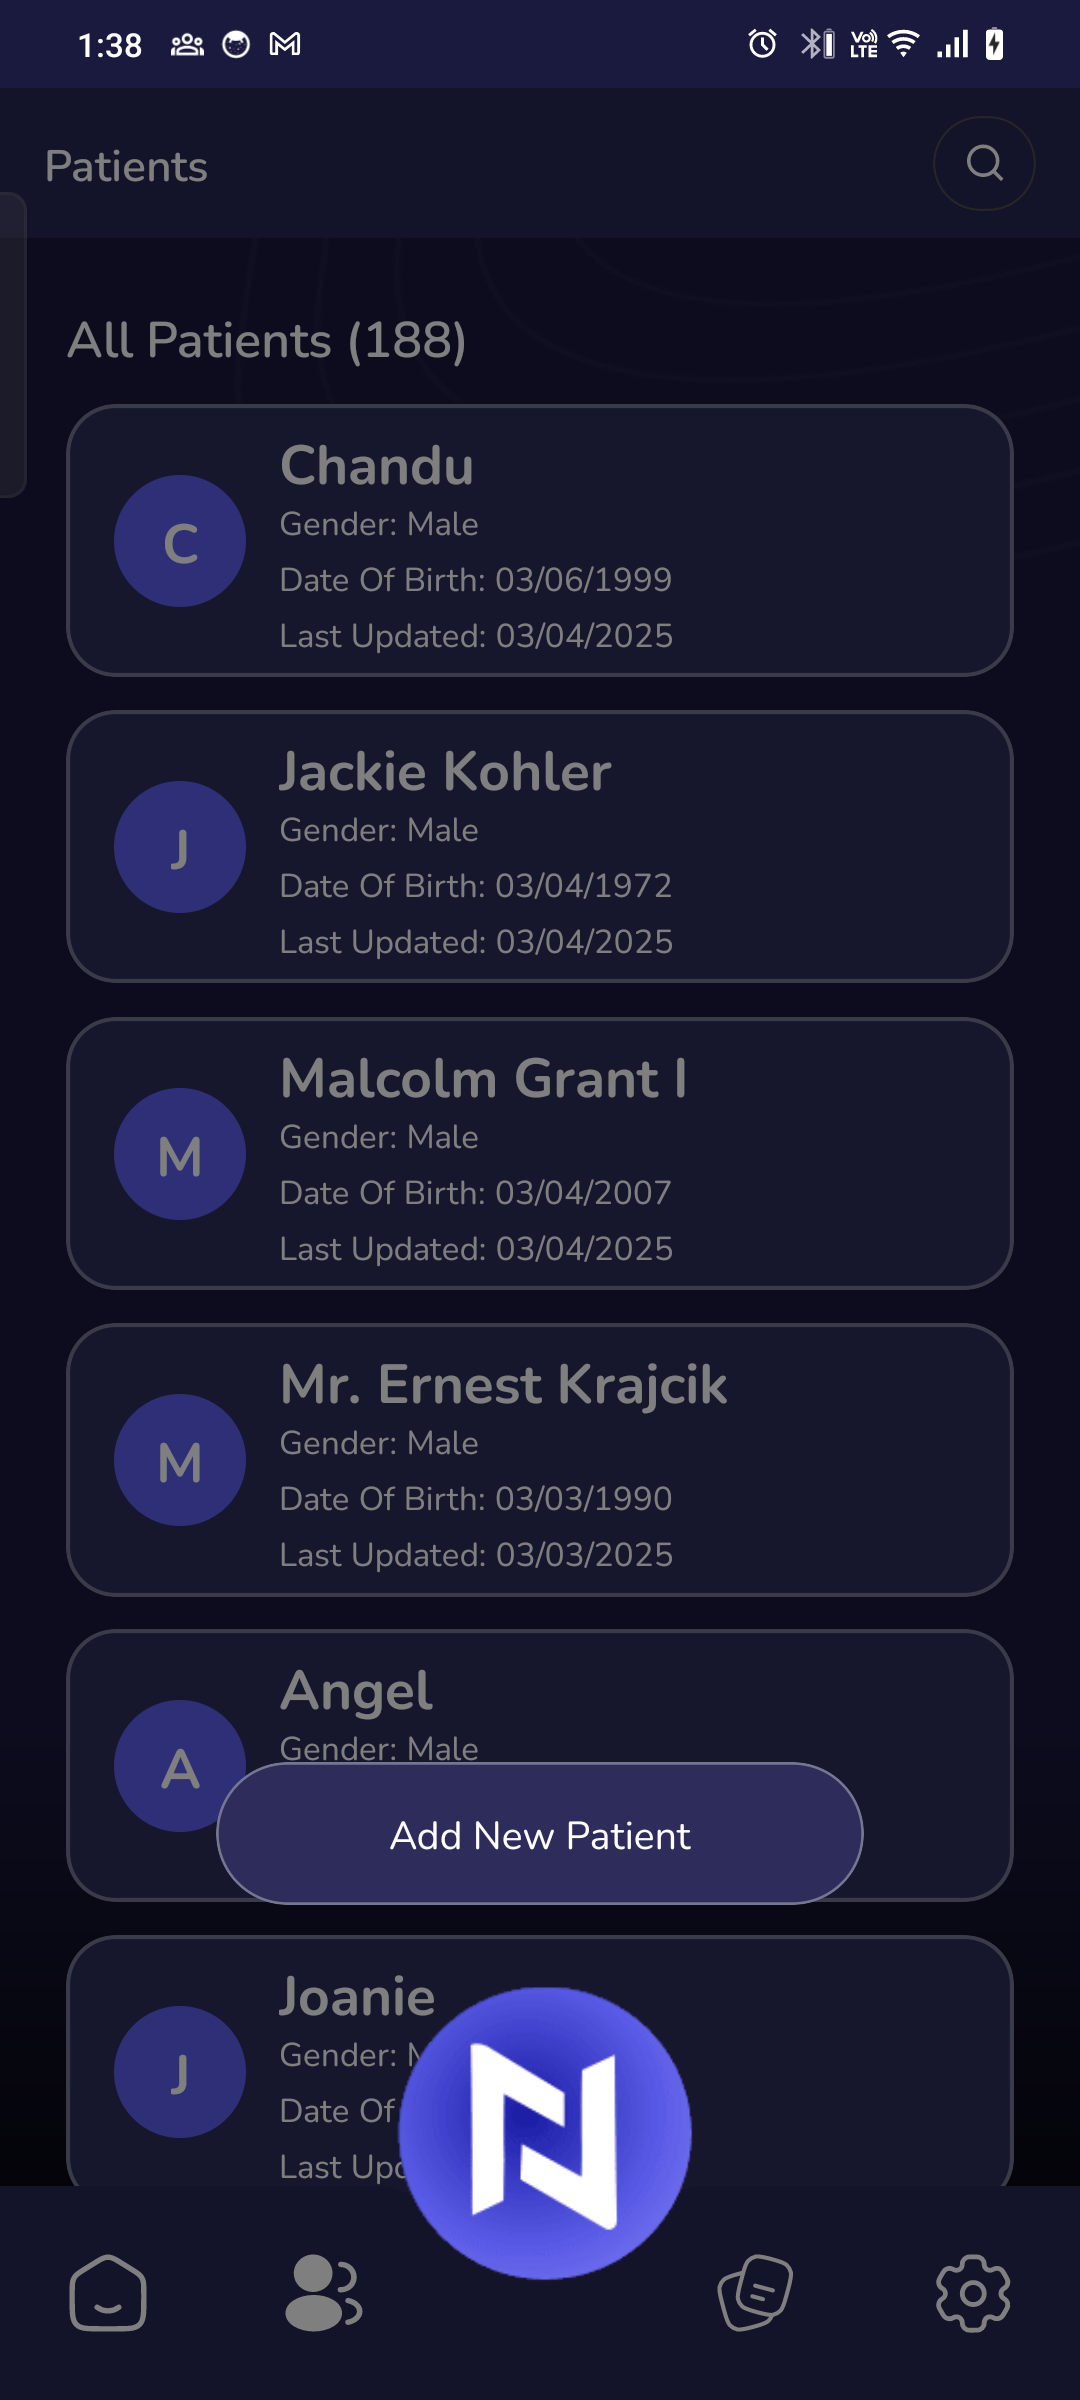 1:38
Vo)) LTE
Patients
All Patients (188)
C
Chandu
Gender: Male
Date Of Birth: 03/06/1999
Last Updated: 03/04/2025
J
Jackie Kohler
Gender: Male
Date Of Birth: 03/04/1972
Last Updated: 03/04/2025
M
Malcolm Grant I
Gender: Male
Date Of Birth: 03/04/2007
Last Updated: 03/04/2025
M
Mr. Ernest Krajcik
Gender: Male
Date Of Birth: 03/03/1990
Last Updated: 03/03/2025
A
Angel
Gender: Male
Add New Patient
J
Joanie
Gender:
Date Of
Last
N